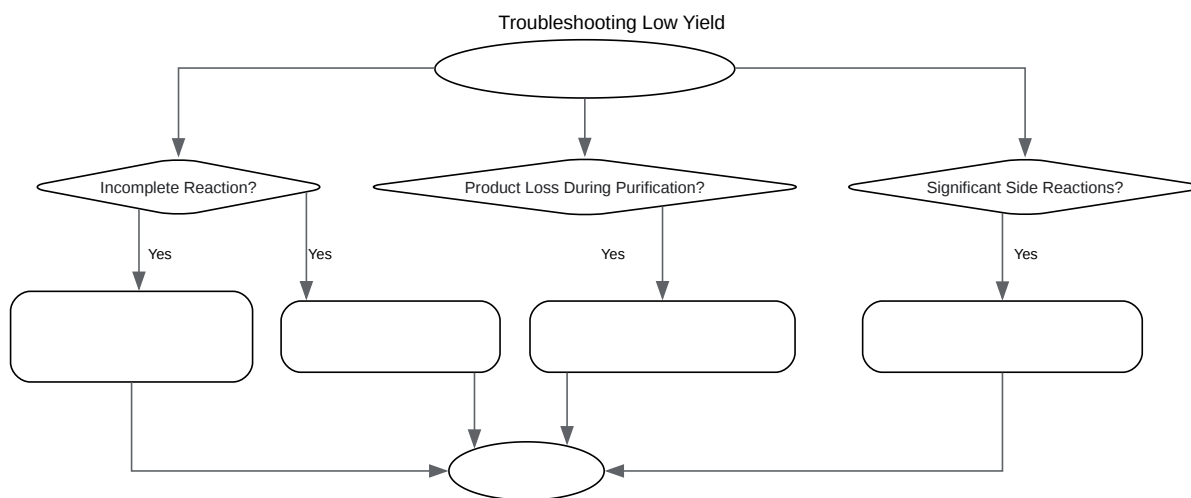 Troubleshooting Low Yield
Incomplete Reaction?
Product Loss During Purification?
Significant Side Reactions?
Yes
Yes
Yes
Yes